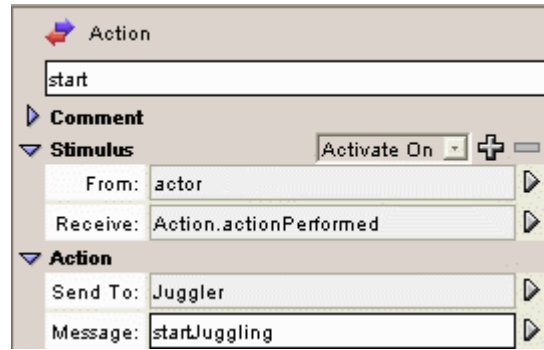 Action
start
Comment
Stimulus Activate On
From: actor
Receive: Action.actionPerformed
Action
Send To: Juggler
Message: startJuggling